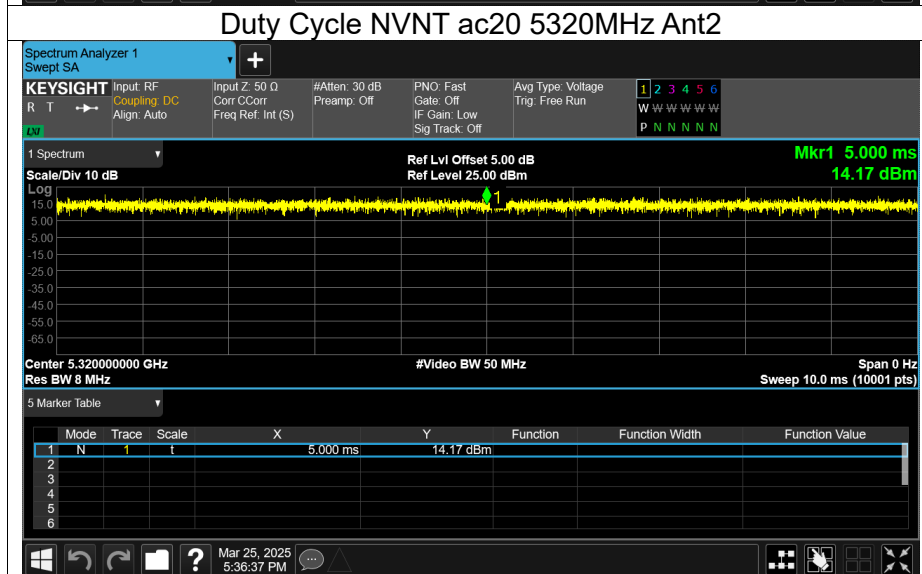 Duty Cycle NVNT ac20 5320MHz Ant2
Spectrum Analyzer 1
Swept SA
+
KEYSIGHT Input: RF Input Z: 50 Ω #Atten: 30 dB PNO: Fast Avg Type: Voltage 1 2 3 4 5 6
R T Coupling: DC Corr CCorr Preamp: Off Gate: Off Trig: Free Run W W W W W W
Align: Auto Freq Ref: Int (S) IF Gain: Low
LXI Sig Track: Off P N N N N N
1 Spectrum Ref Lvl Offset 5.00 dB Mkr1 5.000 ms
Scale/Div 10 dB Ref Level 25.00 dBm 14.17 dBm
Log
15.0
1
5.00
-5.00
-15.0
-25.0
-35.0
-45.0
-55.0
-65.0
Center 5.320000000 GHz #Video BW 50 MHz Span 0 Hz
Res BW 8 MHz Sweep 10.0 ms (10001 pts)
5 Marker Table
Mode Trace Scale X Y Function Function Width Function Value
1 N 1 t 5.000 ms 14.17 dBm
2
3
4
5
6
? Mar 25, 2025
5:36:37 PM